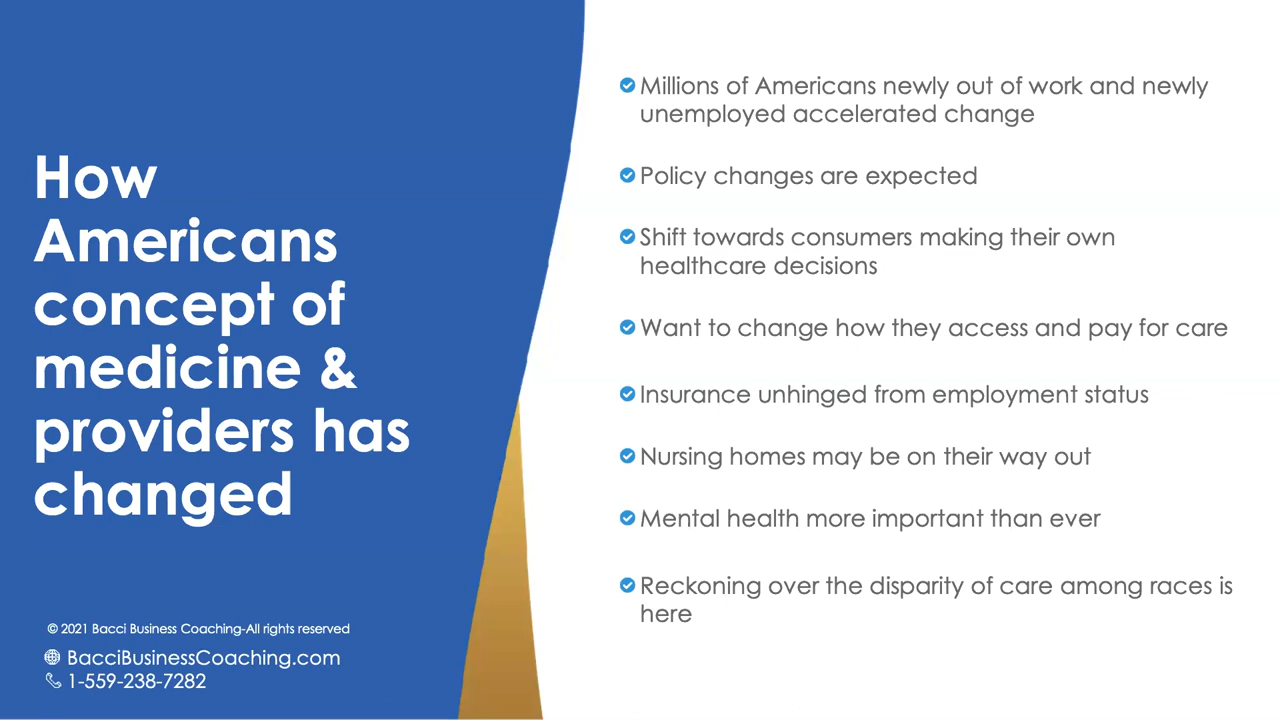 How
Americans
concept of
medicine &
providers has
changed
© 2021 Bacci Business Coaching-All rights reserved
BacciBusinessCoaching.com
1-559-238-7282
Millions of Americans newly out of work and newly
unemployed accelerated change
Policy changes are expected
Shift towards consumers making their own
healthcare decisions
Want to change how they access and pay for care
Insurance unhinged from employment status
Nursing homes may be on their way out
Mental health more important than ever
Reckoning over the disparity of care among races is
here